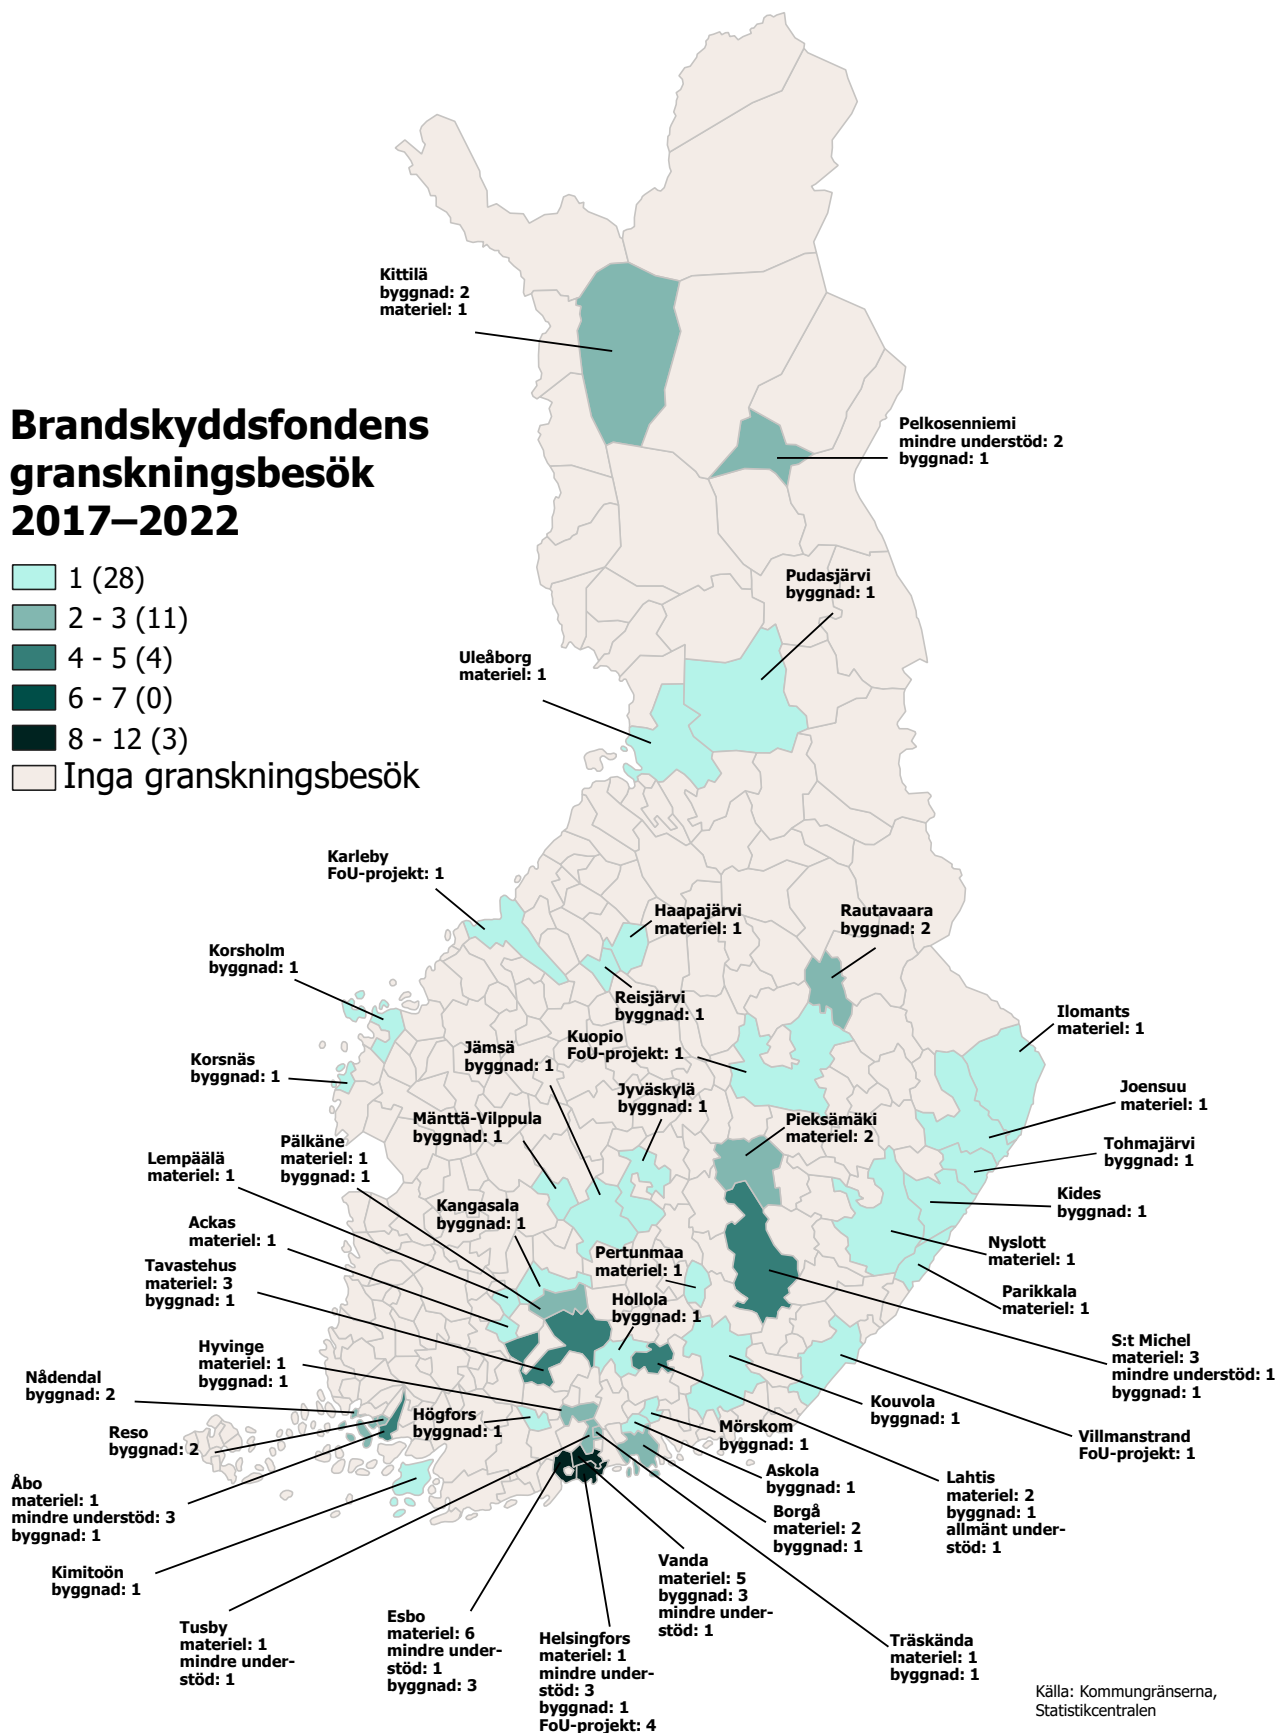 Kittilä
byggnad: 2
materiel: 1
Brandskyddsfondens
granskningsbesök
2017–2022
1 (28)
2 - 3 (11)
4 - 5 (4)
6 - 7 (0)
8 - 12 (3)
Inga granskningsbesök
Pelkosenniemi
mindre understöd: 2
byggnad: 1
Pudasjärvi
byggnad: 1
Uleåborg
materiel: 1
Karleby
FoU-projekt: 1
Haapajärvi
materiel: 1
Rautavaara
byggnad: 2
Korsholm
byggnad: 1
Reisjärvi
byggnad: 1
Ilomants
materiel: 1
Kuopio
FoU-projekt: 1
Jämsä
byggnad: 1
Korsnäs
byggnad: 1
Jyväskylä
byggnad: 1
Joensuu
materiel: 1
Mänttä-Vilppula
byggnad: 1
Pieksämäki
materiel: 2
Pälkäne
materiel: 1
byggnad: 1
Tohmajärvi
byggnad: 1
Lempäälä
materiel: 1
Kides
byggnad: 1
Kangasala
byggnad: 1
Ackas
materiel: 1
Nyslott
materiel: 1
Pertunmaa
materiel: 1
Tavastehus
materiel: 3
byggnad: 1
Parikkala
materiel: 1
Hollola
byggnad: 1
Hyvinge
materiel: 1
byggnad: 1
S:t Michel
materiel: 3
mindre understöd: 1
byggnad: 1
Nådendal
byggnad: 2
Kouvola
byggnad: 1
Högfors
byggnad: 1
Mörskom
byggnad: 1
Reso
byggnad: 2
Villmanstrand
FoU-projekt: 1
Askola
byggnad: 1
Åbo
materiel: 1
mindre understöd: 3
byggnad: 1
Lahtis
materiel: 2
byggnad: 1
allmänt under-
stöd: 1
Borgå
materiel: 2
byggnad: 1
Kimitoön
byggnad: 1
Vanda
materiel: 5
byggnad: 3
mindre under-
stöd: 1
Tusby
materiel: 1
mindre under-
stöd: 1
Esbo
materiel: 6
mindre under-
stöd: 1
byggnad: 3
Helsingfors
materiel: 1
mindre under-
stöd: 3
byggnad: 1
FoU-projekt: 4
Träskända
materiel: 1
byggnad: 1
Källa: Kommungränserna,
Statistikcentralen